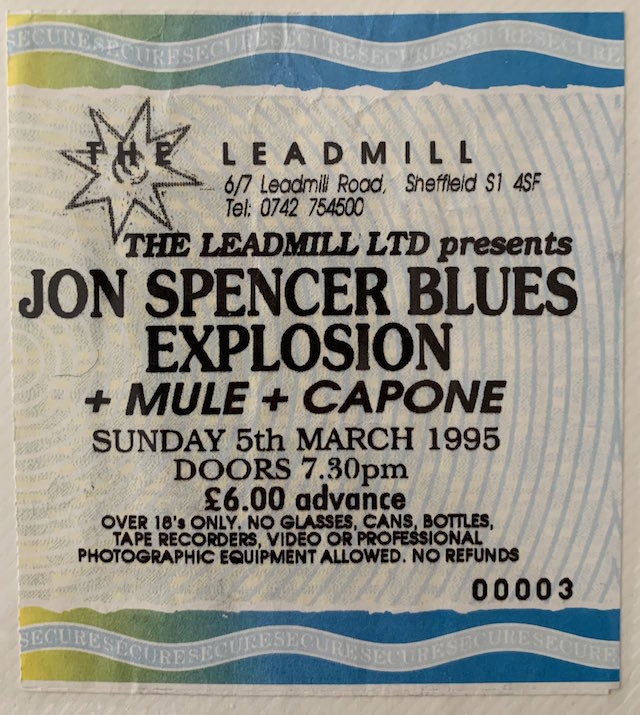 SECURESECURESECURESECURESECURESECURE
THE LEADMILL
6/7 Leadmill Road, Sheffield S1 4SF
Tel: 0742 754500
THE LEADMILL LTD presents
JON SPENCER BLUES
EXPLOSION
+ MULE + CAPONE
SUNDAY 5th MARCH 1995
DOORS 7.30pm
£6.00 advance
OVER 18's ONLY. NO GLASSES, CANS, BOTTLES,
TAPE RECORDERS, VIDEO OR PROFESSIONAL
PHOTOGRAPHIC EQUIPMENT ALLOWED. NO REFUNDS
00003
SECURESECURESECURESECURESECURESECURE